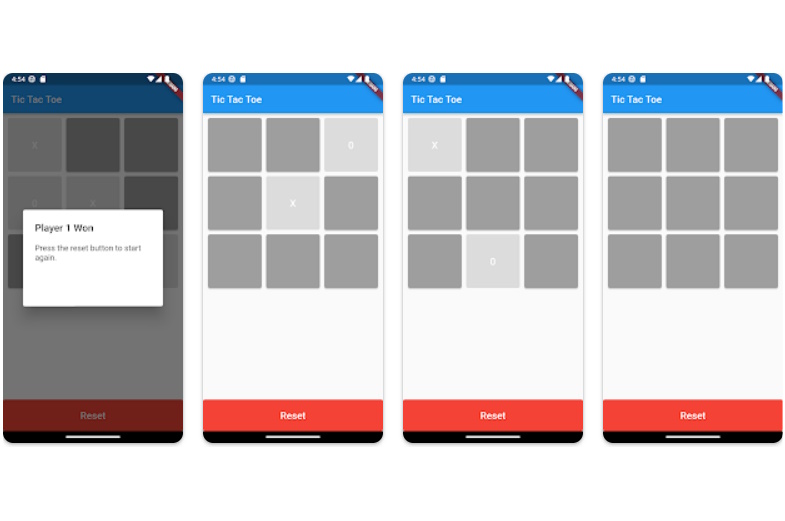 4:54
Tic Tac Toe
X
0 X
Player 1 Won
Press the reset button to start
again.
Reset
4:54
Tic Tac Toe
0
X
Reset
4:54
Tic Tac Toe
X
0
Reset
4:54
Tic Tac Toe
Reset